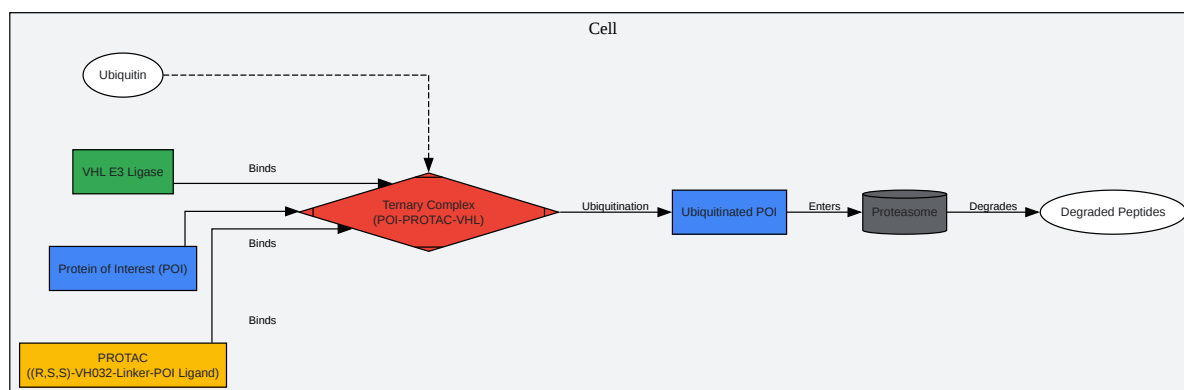 Cell
Ubiquitin
VHL E3 Ligase
Binds
Ternary Complex
(POI-PROTAC-VHL)
Ubiquitination
Ubiquitinated POI
Enters
Proteasome
Degrades
Degraded Peptides
Binds
Protein of Interest (POI)
Binds
PROTAC
((R,S,S)-VH032-Linker-POI Ligand)